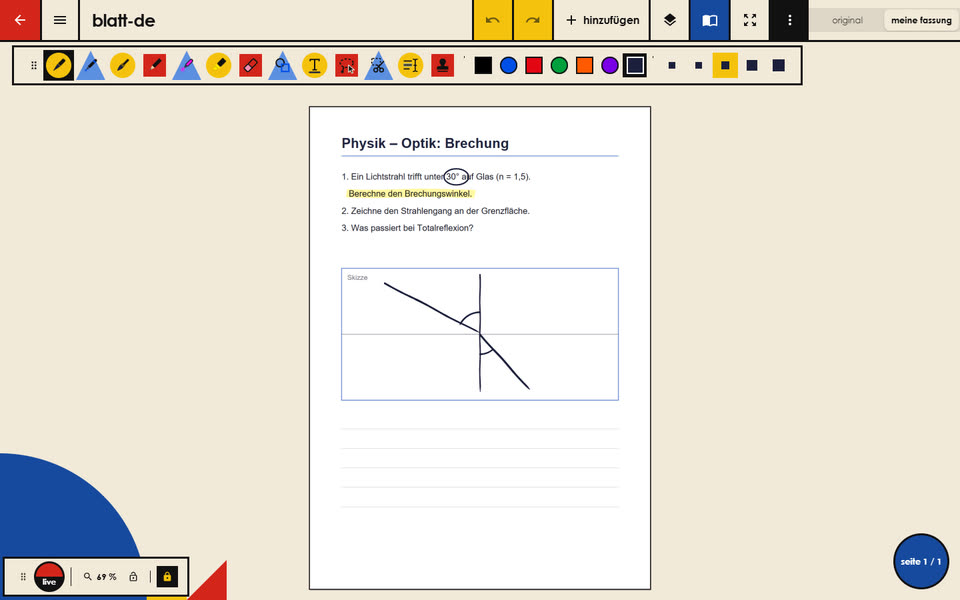 blatt-de
hinzufügen
original
meine fassung
Physik – Optik: Brechung
1. Ein Lichtstrahl trifft unter 30° auf Glas (n = 1,5).
Berechne den Brechungswinkel.
2. Zeichne den Strahlengang an der Grenzfläche.
3. Was passiert bei Totalreflexion?
Skizze
live
69 %
seite 1 / 1